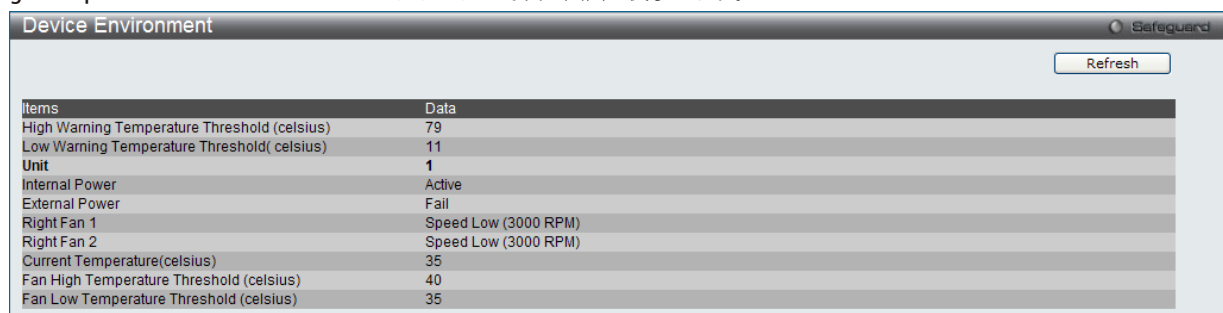 Device Environment
Safeguard
Refresh
Items Data
High Warning Temperature Threshold (celsius) 79
Low Warning Temperature Threshold( celsius) 11
Unit 1
Internal Power Active
External Power Fail
Right Fan 1 Speed Low (3000 RPM)
Right Fan 2 Speed Low (3000 RPM)
Current Temperature(celsius) 35
Fan High Temperature Threshold (celsius) 40
Fan Low Temperature Threshold (celsius) 35